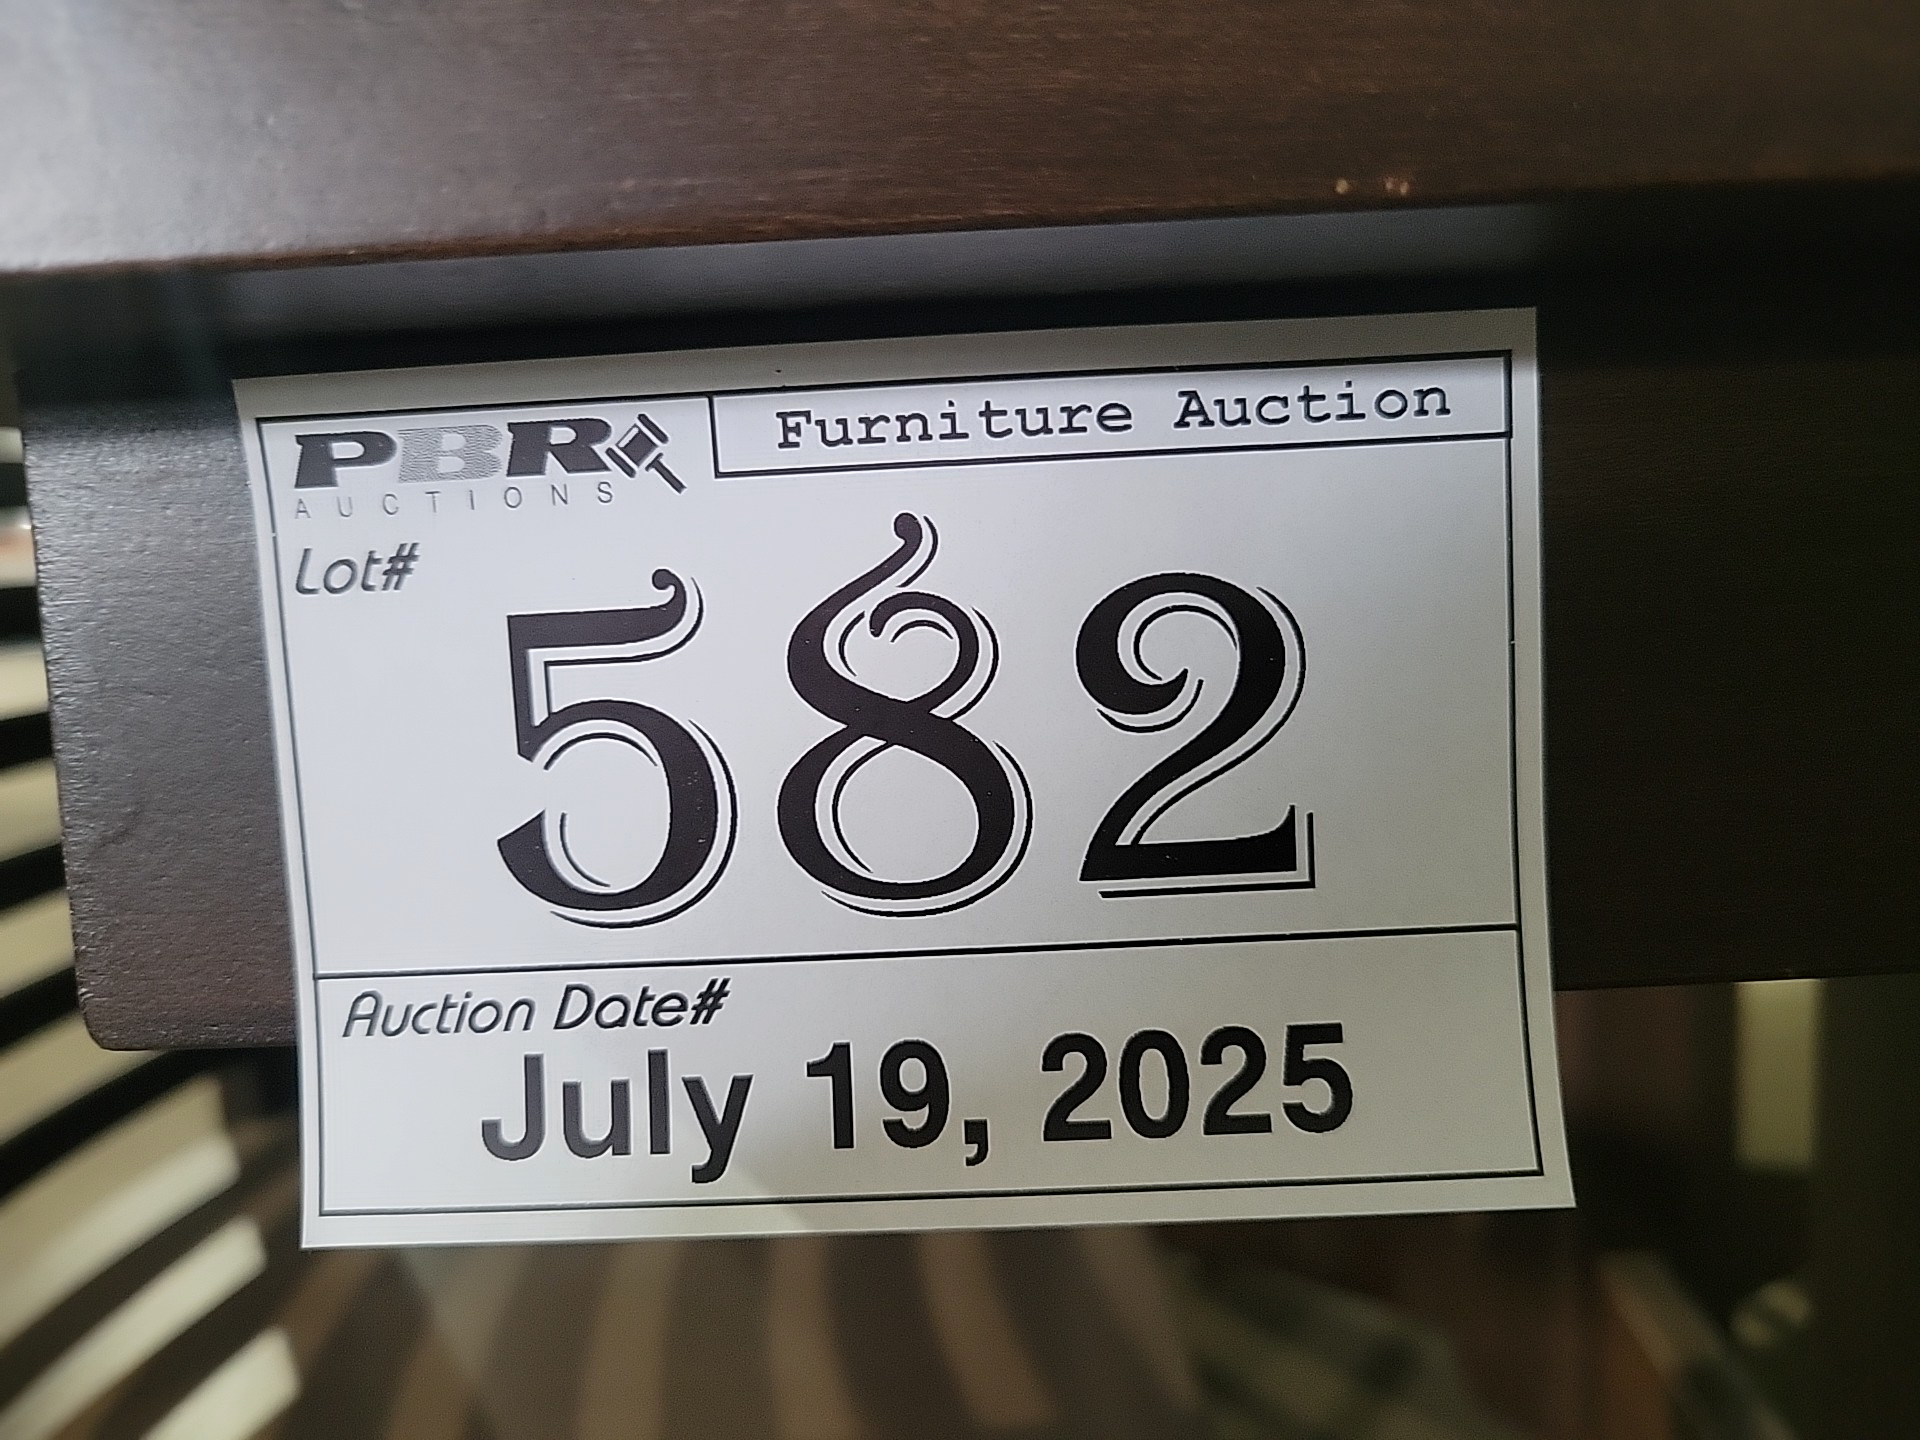 PBR
AUCTIONS
Furniture Auction
Lot#
582
Auction Date#
July 19, 2025